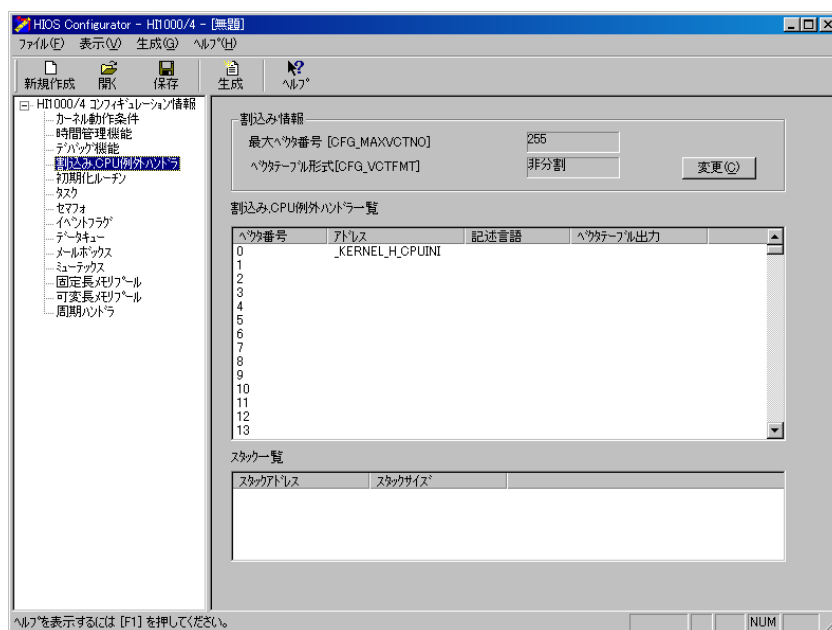 HIOS Configurator - HI1000/4 - [無題]
ﾌｧｲﾙ(F) 表示(V) 生成(G) ﾍﾙﾌﾟ(H)
新規作成 開く 保存 生成 ﾍﾙﾌﾟ
HI1000/4 ｺﾝﾌｨｷﾞｭﾚｰｼｮﾝ情報
ｶｰﾈﾙ動作条件
時間管理機能
ﾃﾞﾊﾞｯｸﾞ機能
割込み,CPU例外ﾊﾝﾄﾞﾗ
初期化ﾙｰﾁﾝ
ﾀｽｸ
ｾﾏﾌｫ
ｲﾍﾞﾝﾄﾌﾗｸﾞ
ﾃﾞｰﾀｷｭｰ
ﾒｰﾙﾎﾞｯｸｽ
ﾐｭｰﾃｯｸｽ
固定長ﾒﾓﾘﾌﾟｰﾙ
可変長ﾒﾓﾘﾌﾟｰﾙ
周期ﾊﾝﾄﾞﾗ
割込み情報
最大ﾍﾞｸﾀ番号 [CFG_MAXVCTNO] 255
ﾍﾞｸﾀﾃｰﾌﾞﾙ形式[CFG_VCTFMT] 非分割 変更(C)
割込み,CPU例外ﾊﾝﾄﾞﾗ一覧
ﾍﾞｸﾀ番号 ｱﾄﾞﾚｽ 記述言語 ﾍﾞｸﾀﾃｰﾌﾞﾙ出力
0 _KERNEL_H_CPUINI
1
2
3
4
5
6
7
8
9
10
11
12
13
ｽﾀｯｸ一覧
ｽﾀｯｸｱﾄﾞﾚｽ ｽﾀｯｸｻｲｽﾞ
ﾍﾙﾌﾟを表示するには [F1] を押してください。 NUM